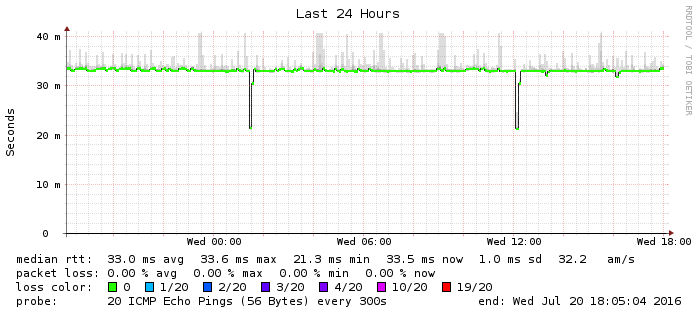 Last 24 Hours
RRDTOOL / TOBI OETIKER
Seconds
40 m
30 m
20 m
10 m
0
Wed 00:00 Wed 06:00 Wed 12:00 Wed 18:00
median rtt: 33.0 ms avg 33.6 ms max 21.3 ms min 33.5 ms now 1.0 ms sd 32.2 am/s
packet loss: 0.00 % avg 0.00 % max 0.00 % min 0.00 % now
loss color: 0 1/20 2/20 3/20 4/20 10/20 19/20
probe: 20 ICMP Echo Pings (56 Bytes) every 300s end: Wed Jul 20 18:05:04 2016